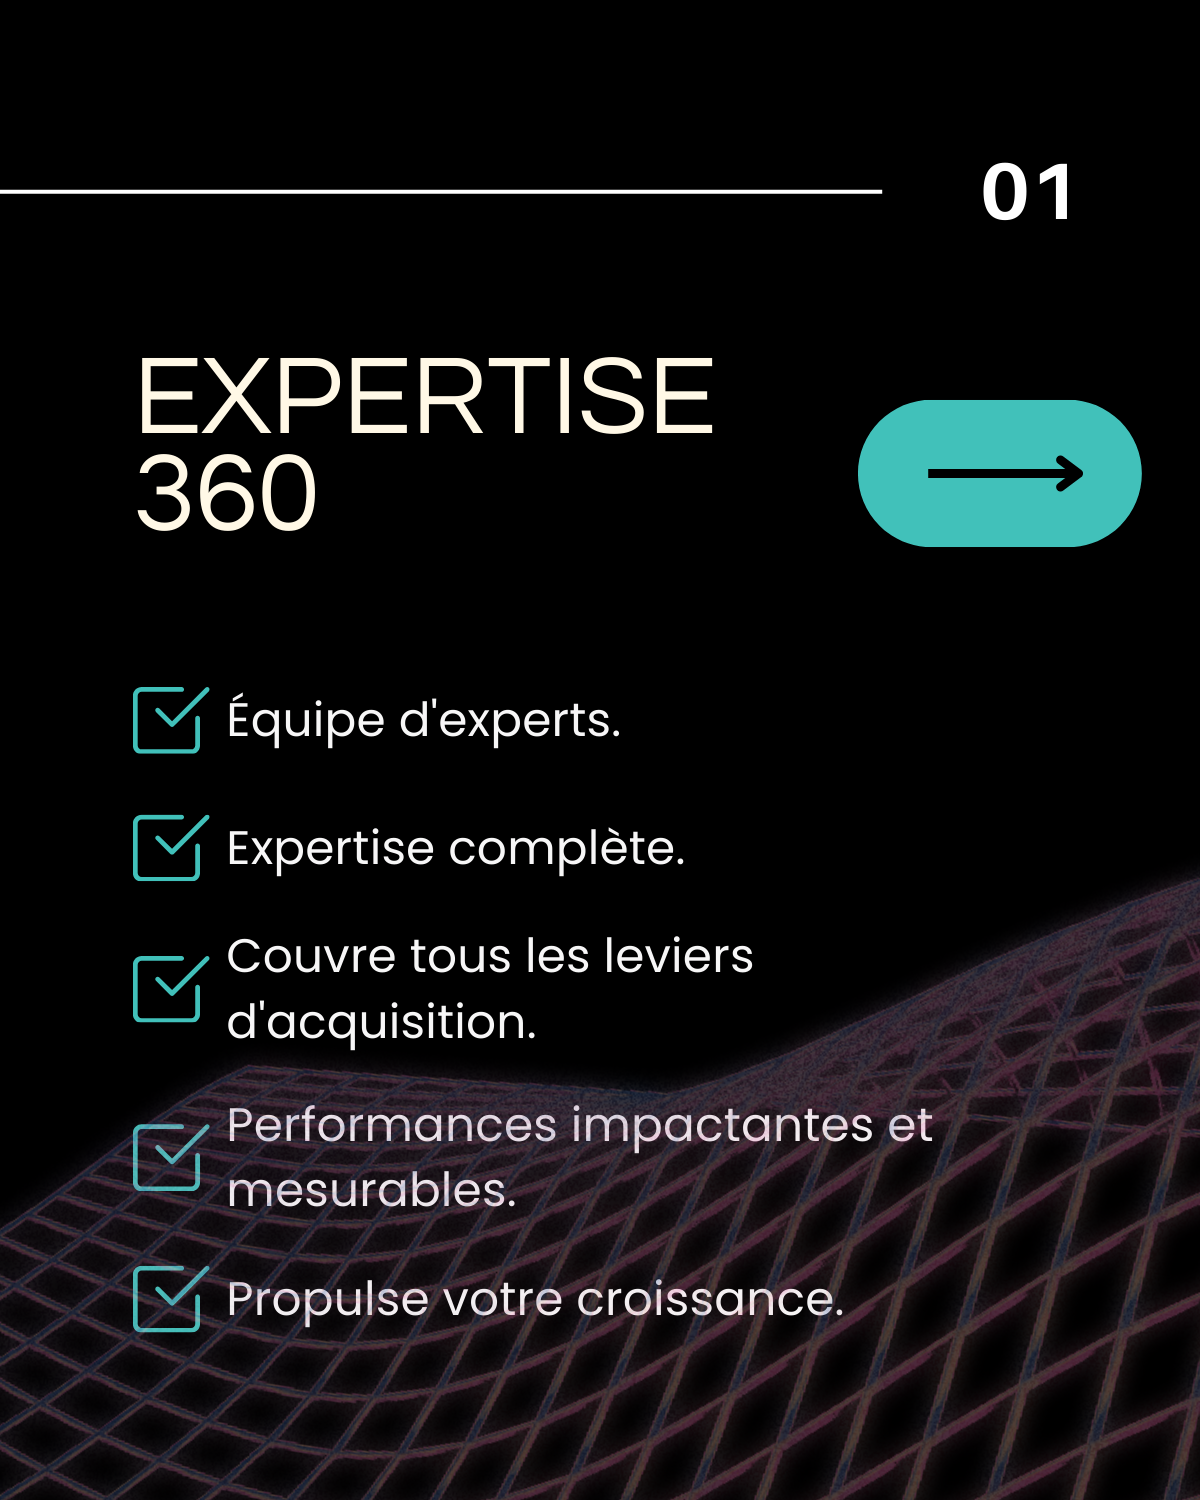 01
EXPERTISE
360
Équipe d'experts.
Expertise complète.
Couvre tous les leviers
d'acquisition.
Performances impactantes et
mesurables.
Propulse votre croissance.